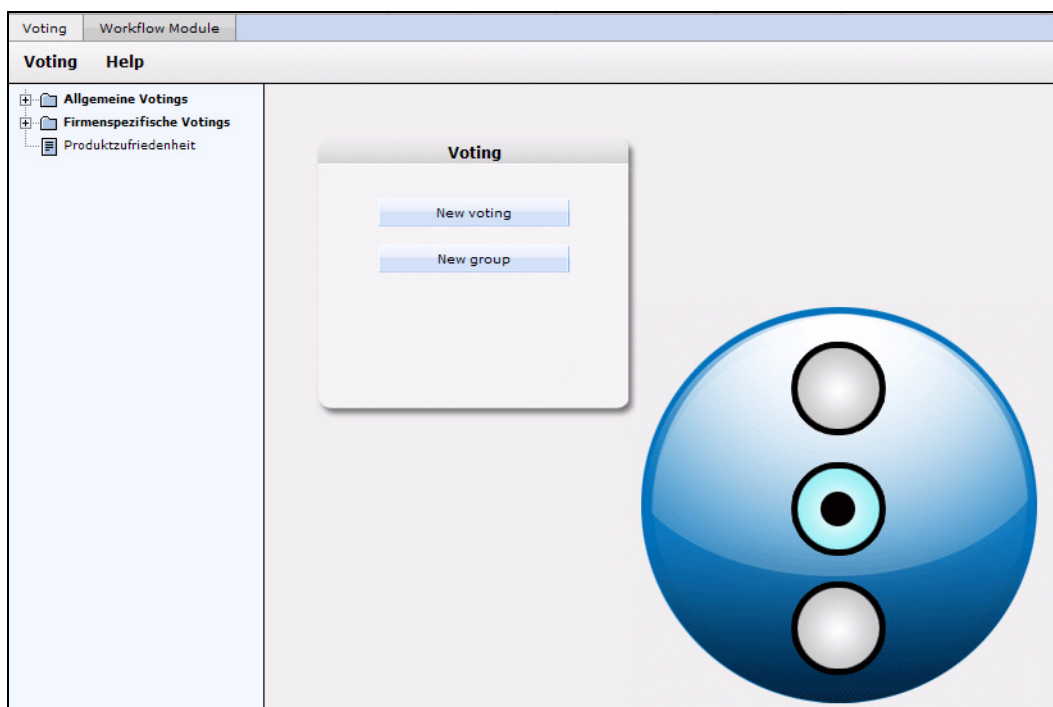 Voting Workflow Module
Voting Help
Allgemeine Votings
Firmenspezifische Votings
Produktzufriedenheit
Voting
New voting
New group